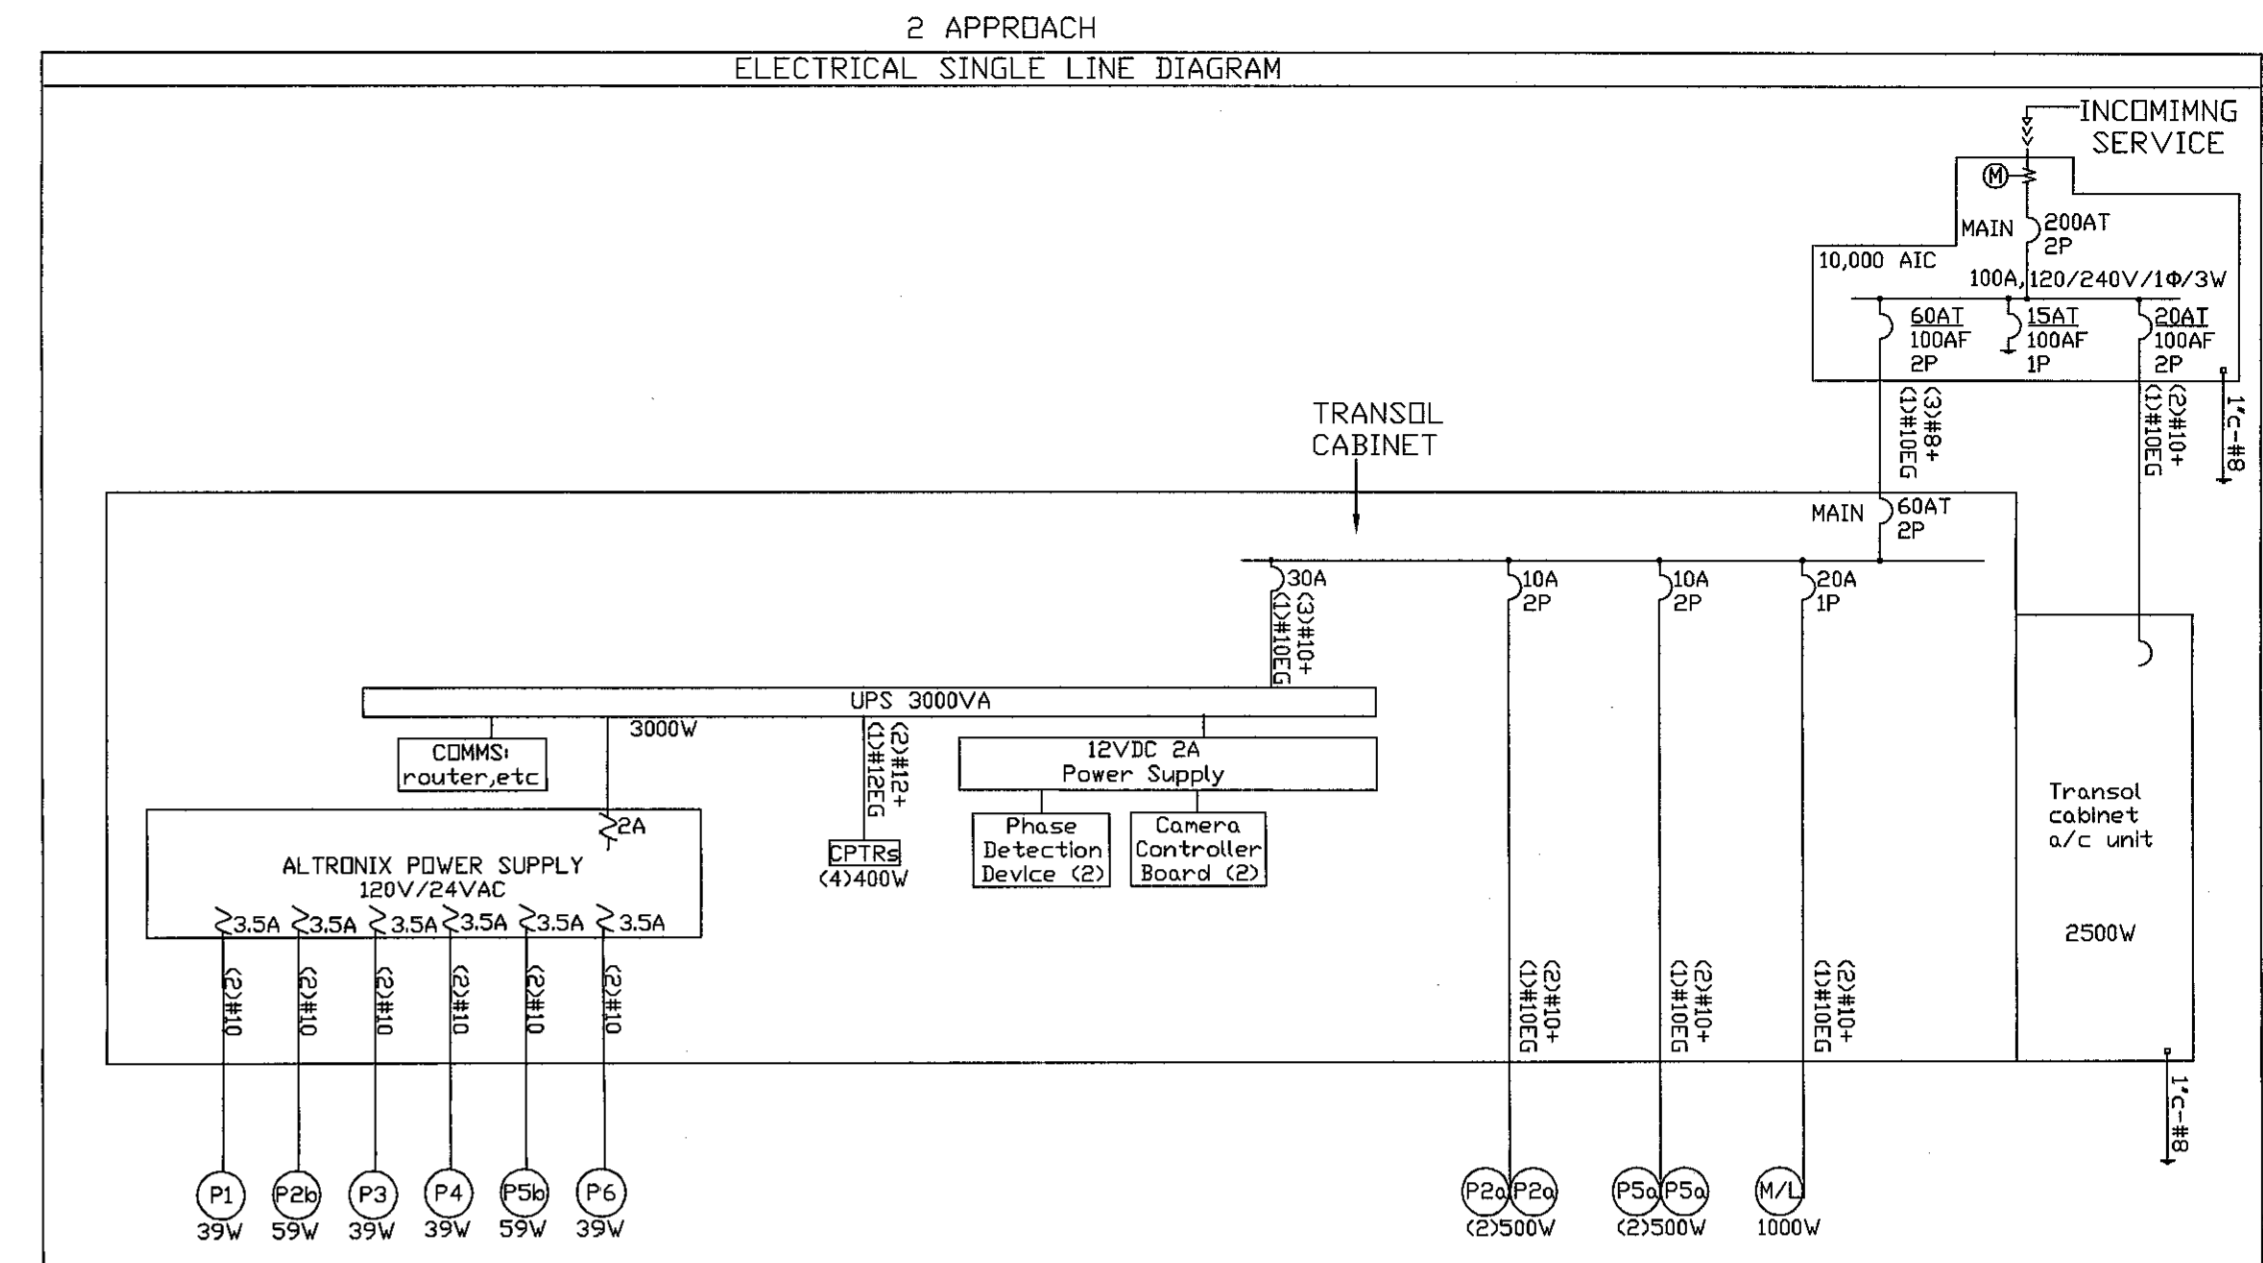 2 APPROACH
ELECTRICAL SINGLE LINE DIAGRAM
INCOMIMNG
SERVICE
M
MAIN
200AT
2P
10,000 AIC
100A, 120/240V/1Φ/3W
60AT
100AF
2P
15AT
100AF
1P
20AT
100AF
2P
(3)#8+
(1)#10EG
(2)#10+
(1)#10EG
1"c-#8
TRANSOL
CABINET
MAIN
60AT
2P
30A
(3)#10+
(1)#10EG
10A
2P
10A
2P
20A
1P
UPS 3000VA
3000W
COMMS:
router,etc
(2)#12+
(1)#12EG
CPTRs
(4)400W
12VDC 2A
Power Supply
Phase
Detection
Device (2)
Camera
Controller
Board (2)
2A
ALTRONIX POWER SUPPLY
120V/24VAC
3.5A
3.5A
3.5A
3.5A
3.5A
3.5A
(2)#10
(2)#10
(2)#10
(2)#10
(2)#10
(2)#10
(2)#10+
(1)#10EG
(2)#10+
(1)#10EG
(2)#10+
(1)#10EG
Transol
cabinet
a/c unit
2500W
1"c-#8
P1
39W
P2b
59W
P3
39W
P4
39W
P5b
59W
P6
39W
P2a P2a
(2)500W
P5a P5a
(2)500W
M/L
1000W